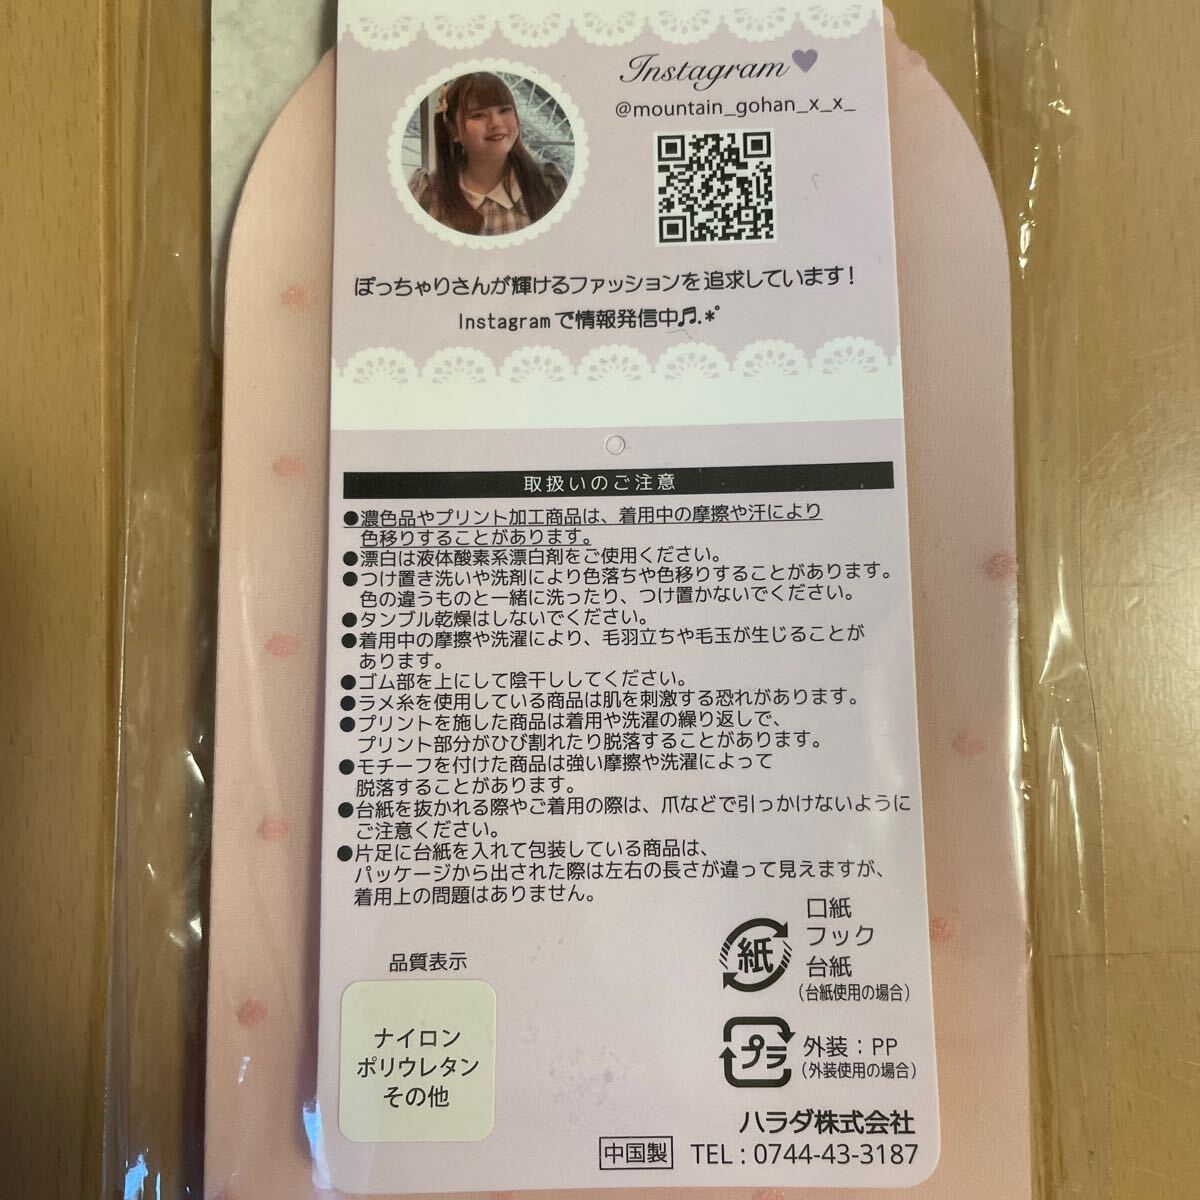 Instagram♥
@mountain_gohan_x_x_
ぽっちゃりさんが輝けるファッションを追求しています!
Instagramで情報発信中♬.*ﾟ
取扱いのご注意
●濃色品やプリント加工商品は、着用中の摩擦や汗により
色移りすることがあります。
●漂白は液体酸素系漂白剤をご使用ください。
●つけ置き洗いや洗剤により色落ちや色移りすることがあります。
色の違うものと一緒に洗ったり、つけ置かないでください。
●タンブル乾燥はしないでください。
●着用中の摩擦や洗濯により、毛羽立ちや毛玉が生じることが
あります。
●ゴム部を上にして陰干ししてください。
●ラメ糸を使用している商品は肌を刺激する恐れがあります。
●プリントを施した商品は着用や洗濯の繰り返しで、
プリント部分がひび割れたり脱落することがあります。
●モチーフを付けた商品は強い摩擦や洗濯によって
脱落することがあります。
●台紙を抜かれる際やご着用の際は、爪などで引っかけないように
ご注意ください。
●片足に台紙を入れて包装している商品は、
パッケージから出された際は左右の長さが違って見えますが、
着用上の問題はありません。
紙
口紙
フック
台紙
(台紙使用の場合)
品質表示
ナイロン
ポリウレタン
その他
プラ
外装:PP
(外装使用の場合)
ハラダ株式会社
中国製 TEL:0744-43-3187